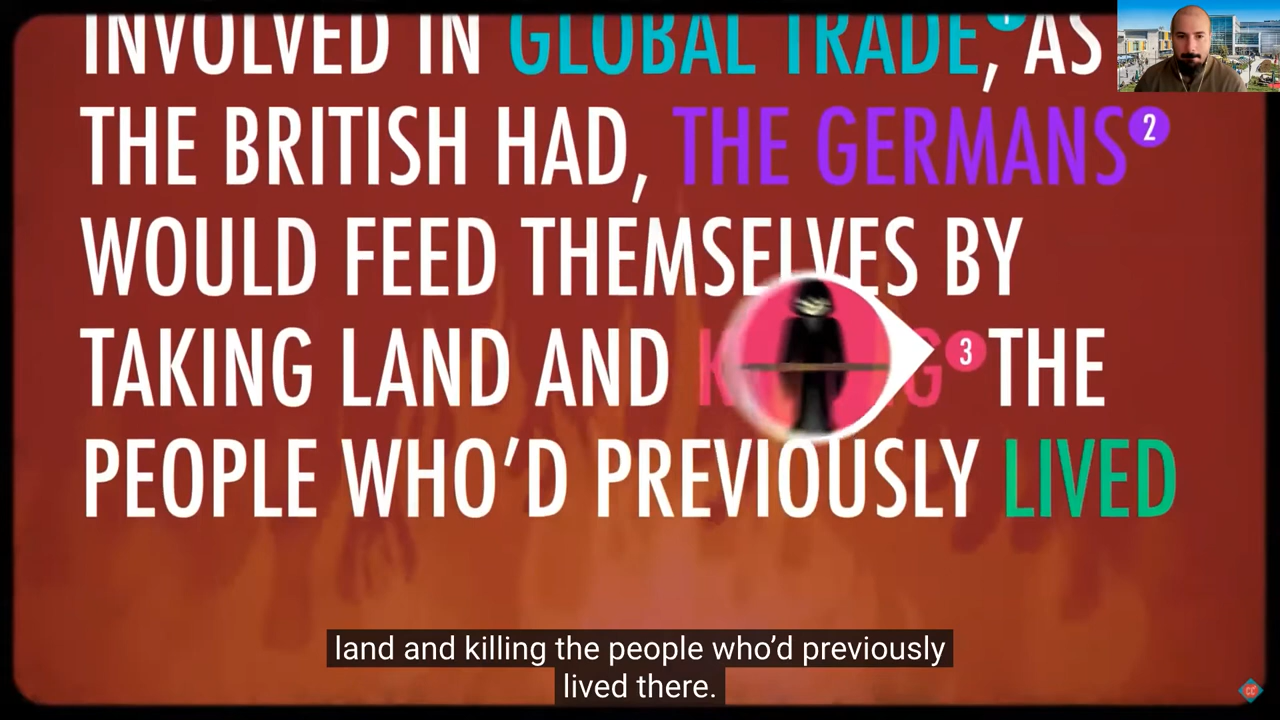 INVOLVED IN GLOBAL TRADE, AS
THE BRITISH HAD, THE GERMANS 2
WOULD FEED THEMSELVES BY
TAKING LAND AND K G 3 THE
PEOPLE WHO'D PREVIOUSLY LIVED
land and killing the people who'd previously
lived there.
CC